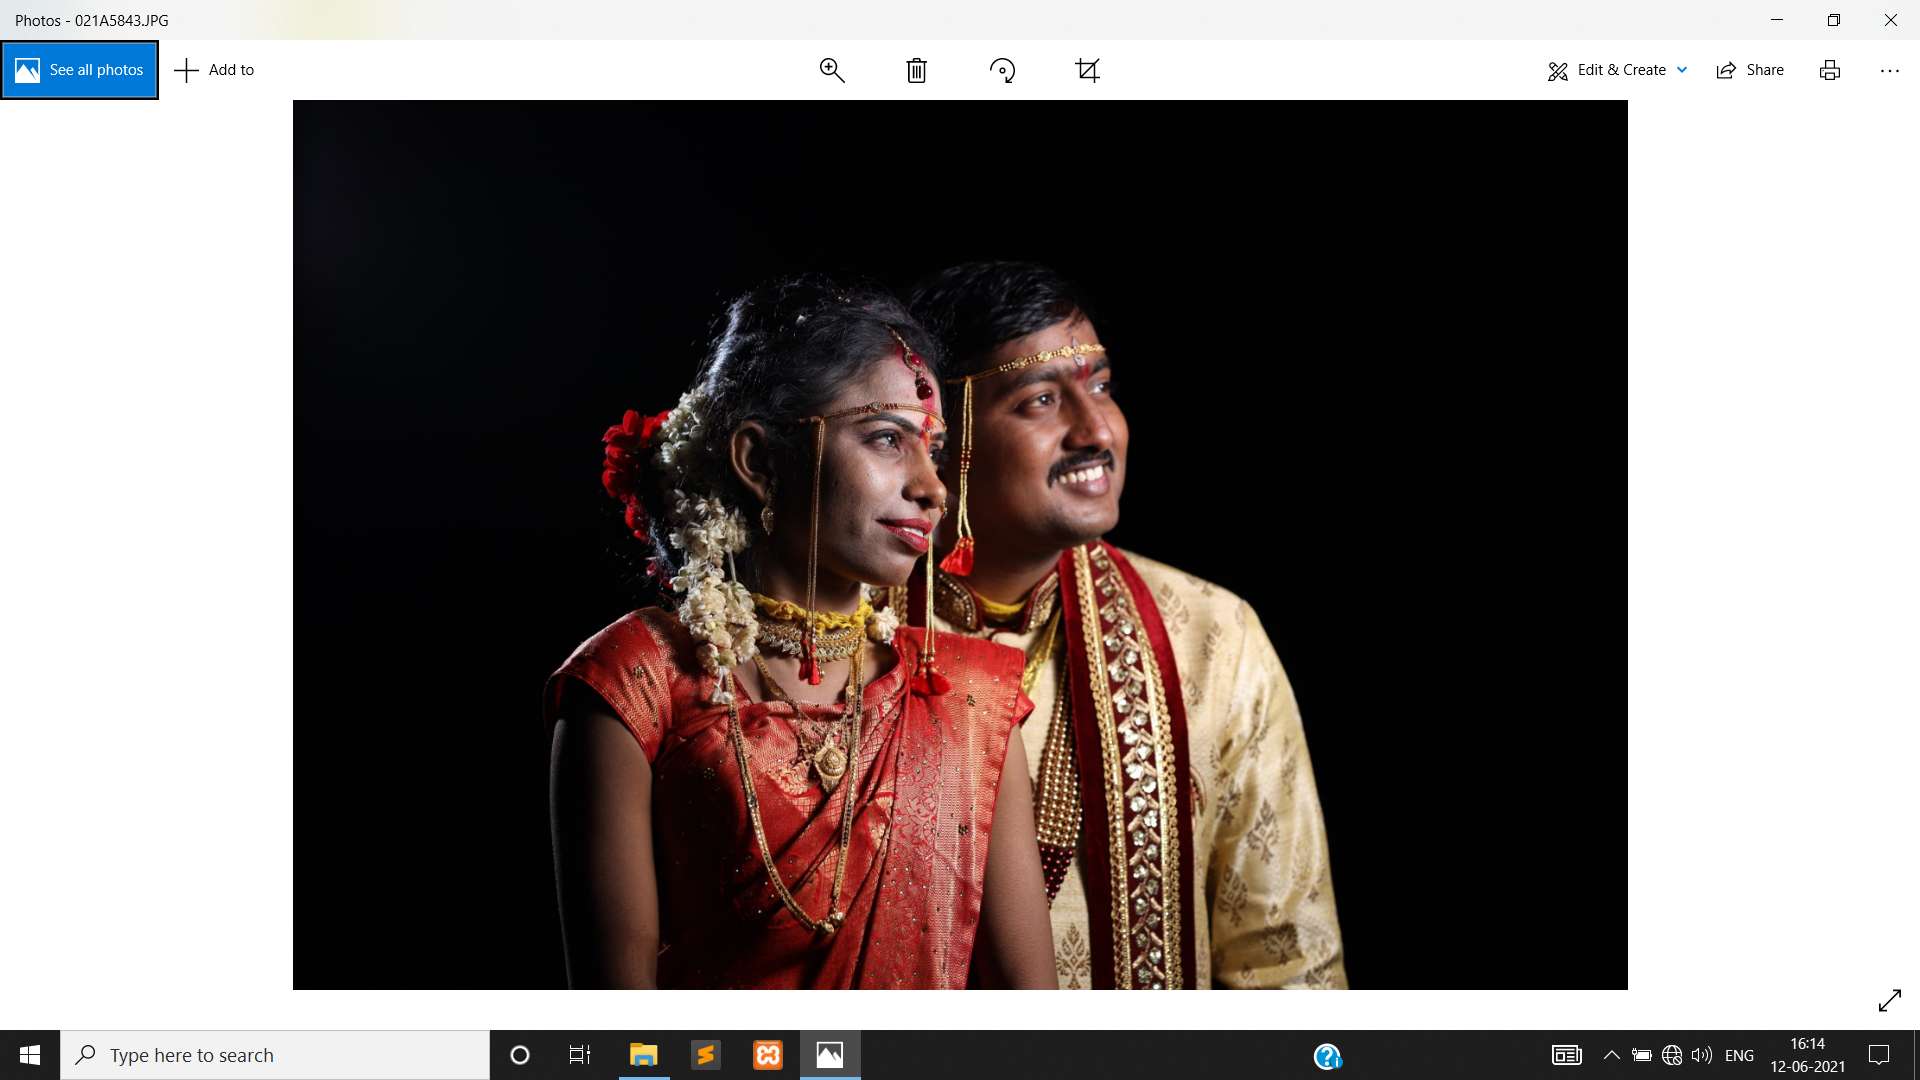 Photos - 021A5843.JPG
See all photos
Add to
Edit & Create
Share
Type here to search
ENG
16:14
12-06-2021